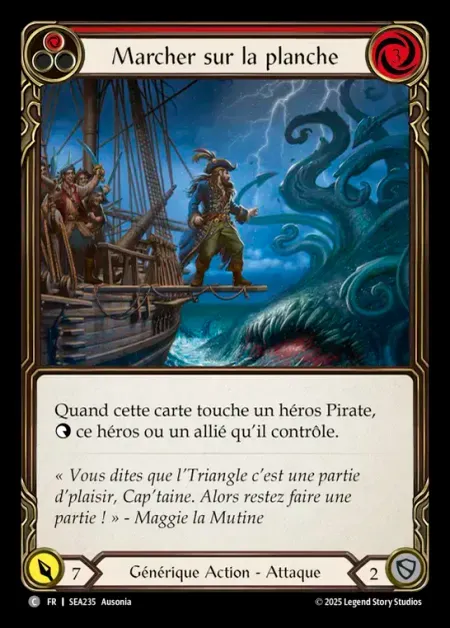 Marcher sur la planche
3
Quand cette carte touche un héros Pirate,
ce héros ou un allié qu'il contrôle.
« Vous dites que l'Triangle c'est une partie
d'plaisir, Cap'taine. Alors restez faire une
partie ! » - Maggie la Mutine
7
Générique Action - Attaque
2
C FR | SEA235 Ausonia
© 2025 Legend Story Studios